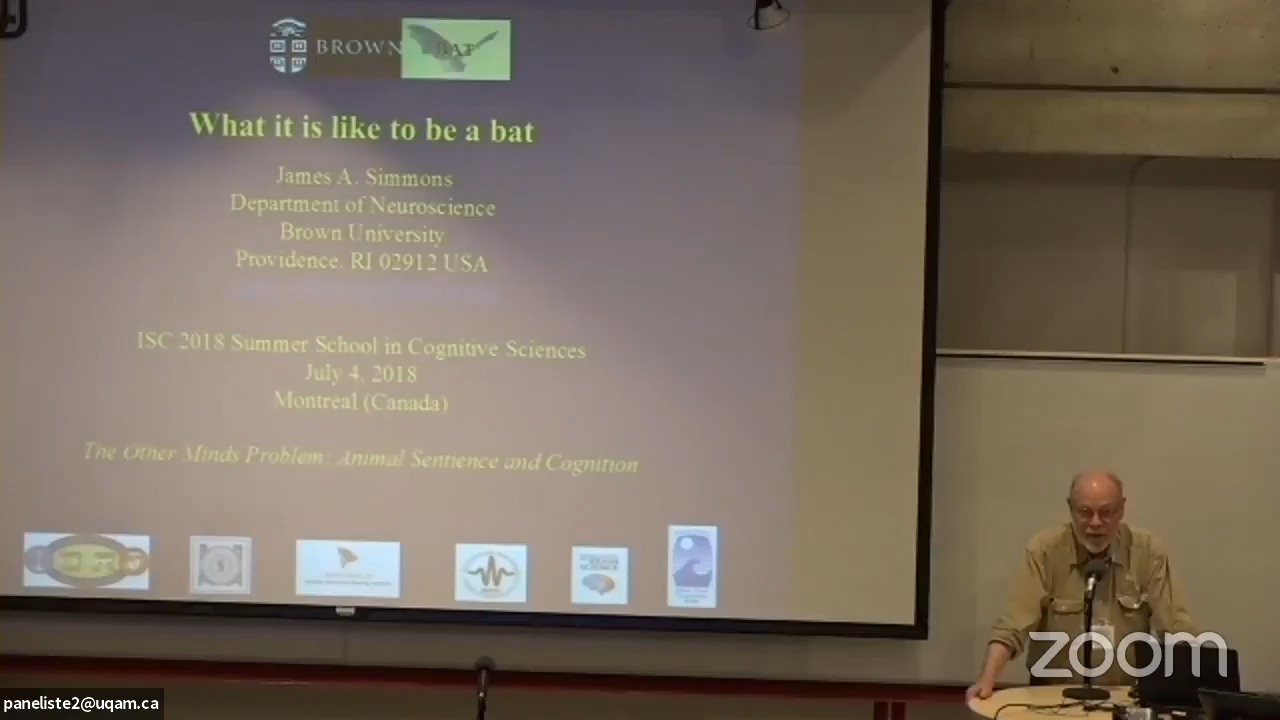 BROWN
BAT
What it is like to be a bat
James A. Simmons
Department of Neuroscience
Brown University
Providence, RI 02912 USA
ISC 2018 Summer School in Cognitive Sciences
July 4, 2018
Montreal (Canada)
The Other Minds Problem: Animal Sentience and Cognition
zoom
paneliste2@uqam.ca